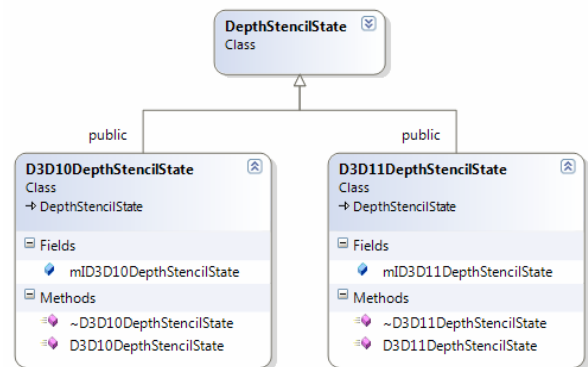 DepthStencilState
Class
public
public
D3D10DepthStencilState
Class
DepthStencilState
Fields
mID3D10DepthStencilState
Methods
~D3D10DepthStencilState
D3D10DepthStencilState
D3D11DepthStencilState
Class
DepthStencilState
Fields
mID3D11DepthStencilState
Methods
~D3D11DepthStencilState
D3D11DepthStencilState